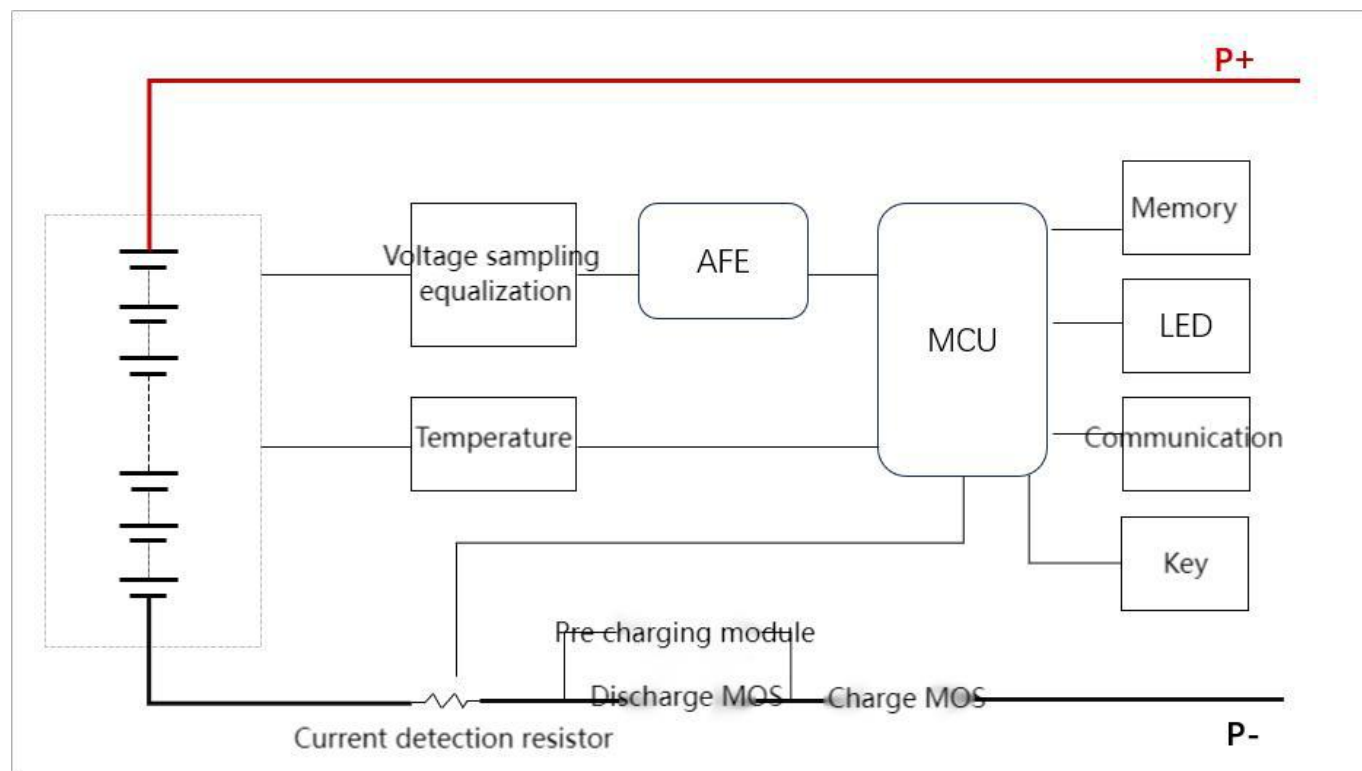 P+
Memory
Voltage sampling
equalization
AFE
LED
MCU
Temperature
Communication
Key
Pre charging module
Discharge MOS
Charge MOS
Current detection resistor
P-